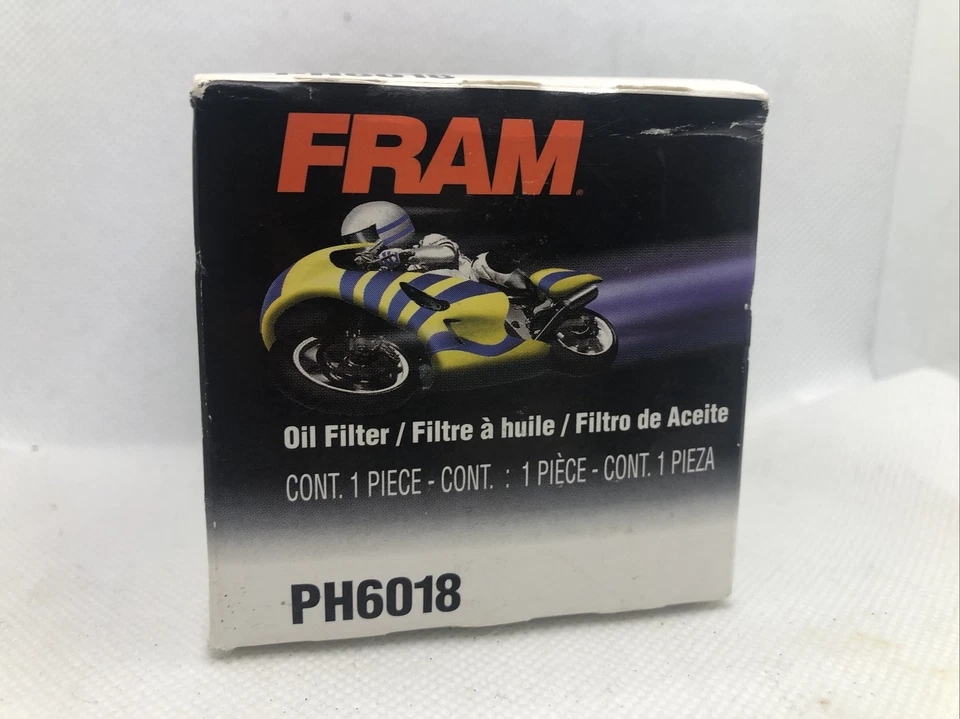 FRAM
Oil Filter / Filtre à huile / Filtro de Aceite
CONT. 1 PIECE - CONT. : 1 PIÈCE - CONT. 1 PIEZA
PH6018